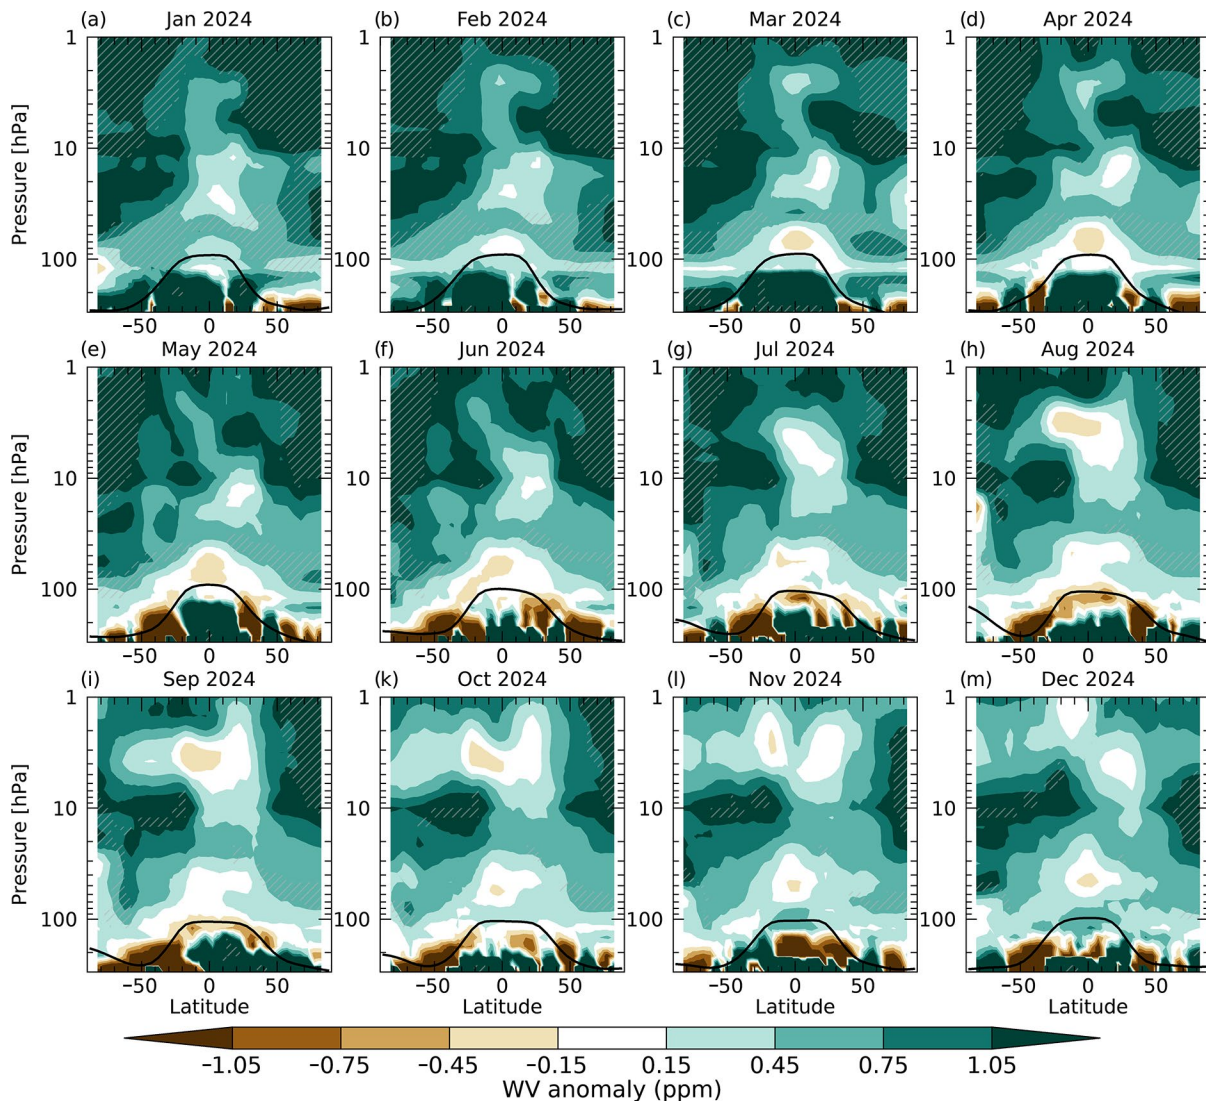 (a) Jan 2024 (b) Feb 2024 (c) Mar 2024 (d) Apr 2024
1 1 1 1
Pressure [hPa]
10 10 10 10
100 100 100 100
−50 0 50 −50 0 50 −50 0 50 −50 0 50
(e) May 2024 (f) Jun 2024 (g) Jul 2024 (h) Aug 2024
1 1 1 1
Pressure [hPa]
10 10 10 10
100 100 100 100
−50 0 50 −50 0 50 −50 0 50 −50 0 50
(i) Sep 2024 (k) Oct 2024 (l) Nov 2024 (m) Dec 2024
1 1 1 1
Pressure [hPa]
10 10 10 10
100 100 100 100
−50 0 50 −50 0 50 −50 0 50 −50 0 50
Latitude Latitude Latitude Latitude
−1.05 −0.75 −0.45 −0.15 0.15 0.45 0.75 1.05
WV anomaly (ppm)